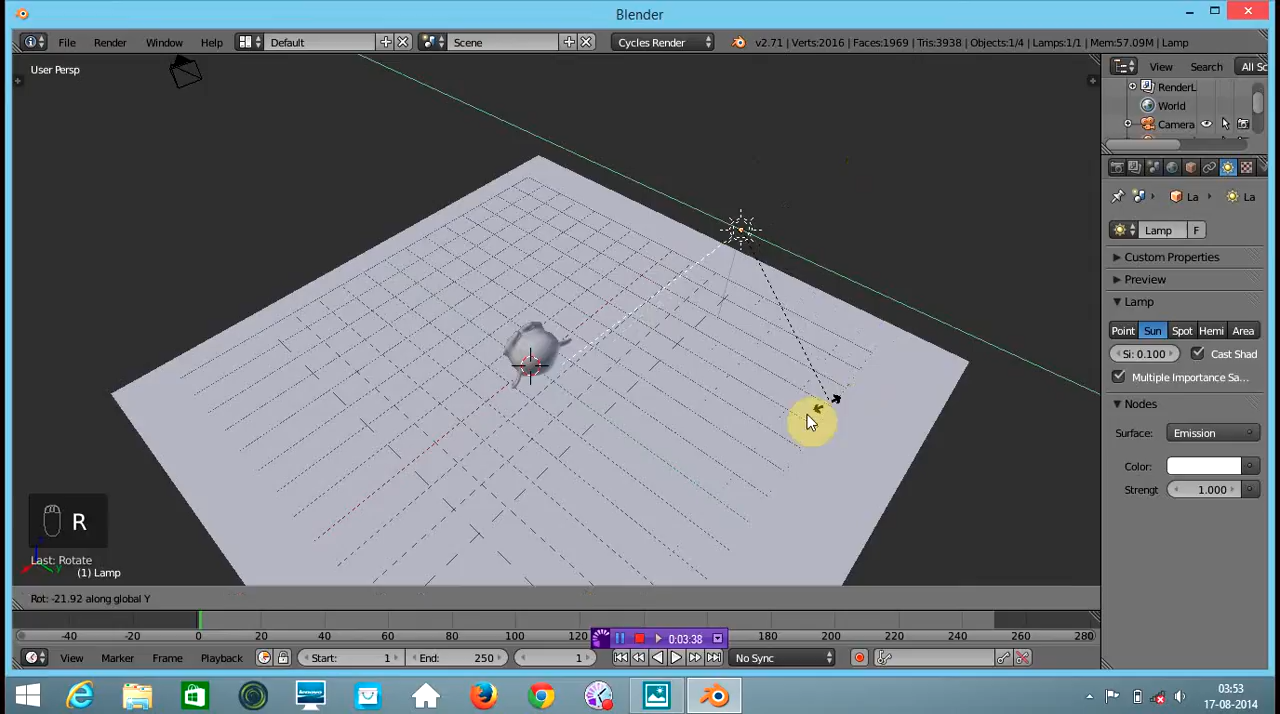 Blender
File Render Window Help Default Scene Cycles Render v2.71 | Verts:2016 | Faces:1969 | Tris:3938 | Objects:1/4 | Lamps:1/1 | Mem:57.09M | Lamp
User Persp
View Search All Sc
RenderL
World
Camera
La La
Lamp F
Custom Properties
Preview
Lamp
Point Sun Spot Hemi Area
Si: 0.100 Cast Shad
Multiple Importance Sa...
Nodes
Surface: Emission
Color:
Strengt 1.000
R
Last: Rotate
(1) Lamp
Rot: -21.92 along global Y
-40 -20 0 20 40 60 80 100 120 180 200 220 240 260 280
0:03:38
View Marker Frame Playback Start: 1 End: 250 1 No Sync
lenovo
03:53
17-08-2014